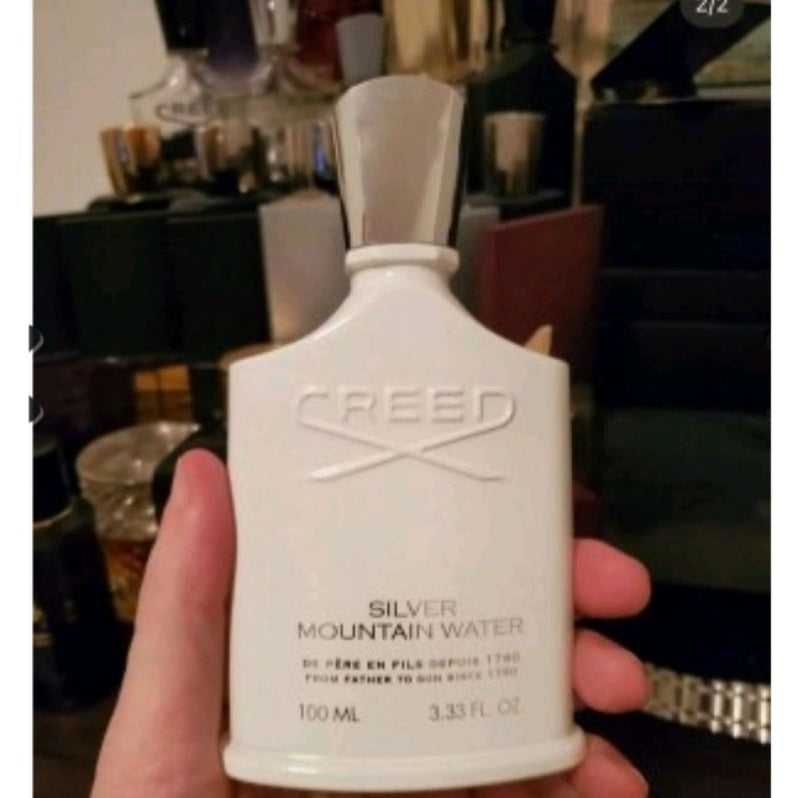 2/2
CREED
CREED
SILVER
MOUNTAIN WATER
DE PÈRE EN FILS DEPUIS 1760
FROM FATHER TO SON SINCE 1760
100 ML 3.33 FL. OZ.